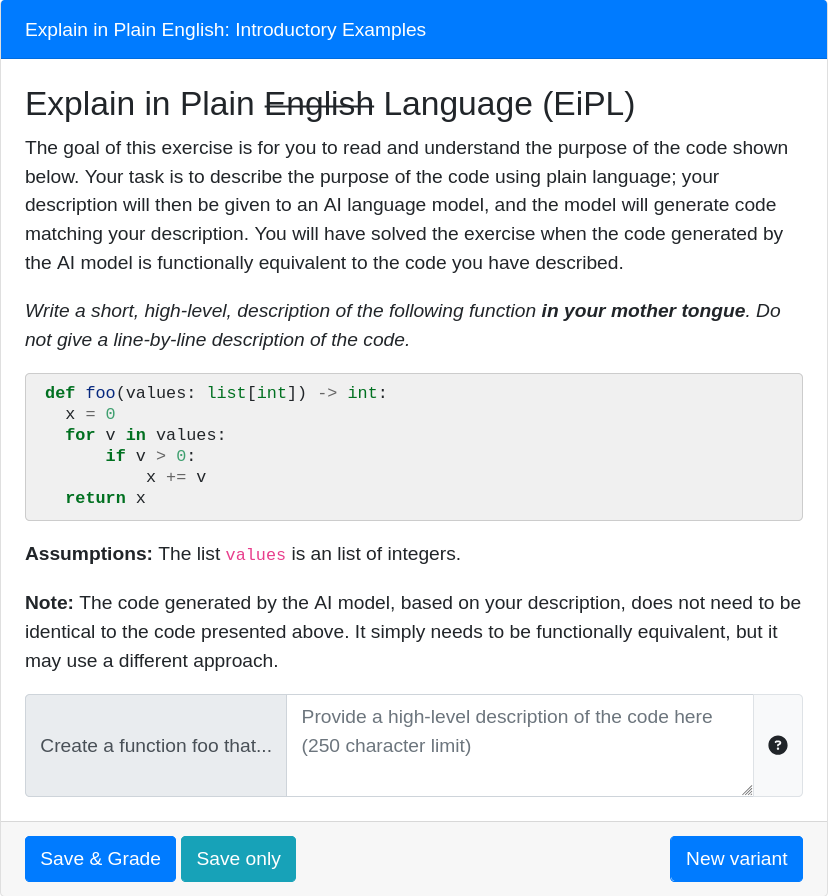 Explain in Plain English: Introductory Examples
Explain in Plain English Language (EiPL)
The goal of this exercise is for you to read and understand the purpose of the code shown
below. Your task is to describe the purpose of the code using plain language; your
description will then be given to an AI language model, and the model will generate code
matching your description. You will have solved the exercise when the code generated by
the AI model is functionally equivalent to the code you have described.
Write a short, high-level, description of the following function in your mother tongue. Do
not give a line-by-line description of the code.
def foo(values: list[int]) -> int:
  x = 0
  for v in values:
      if v > 0:
          x += v
  return x
Assumptions: The list values is an list of integers.
Note: The code generated by the AI model, based on your description, does not need to be
identical to the code presented above. It simply needs to be functionally equivalent, but it
may use a different approach.
Create a function foo that...
Provide a high-level description of the code here
(250 character limit)
?
Save & Grade
Save only
New variant